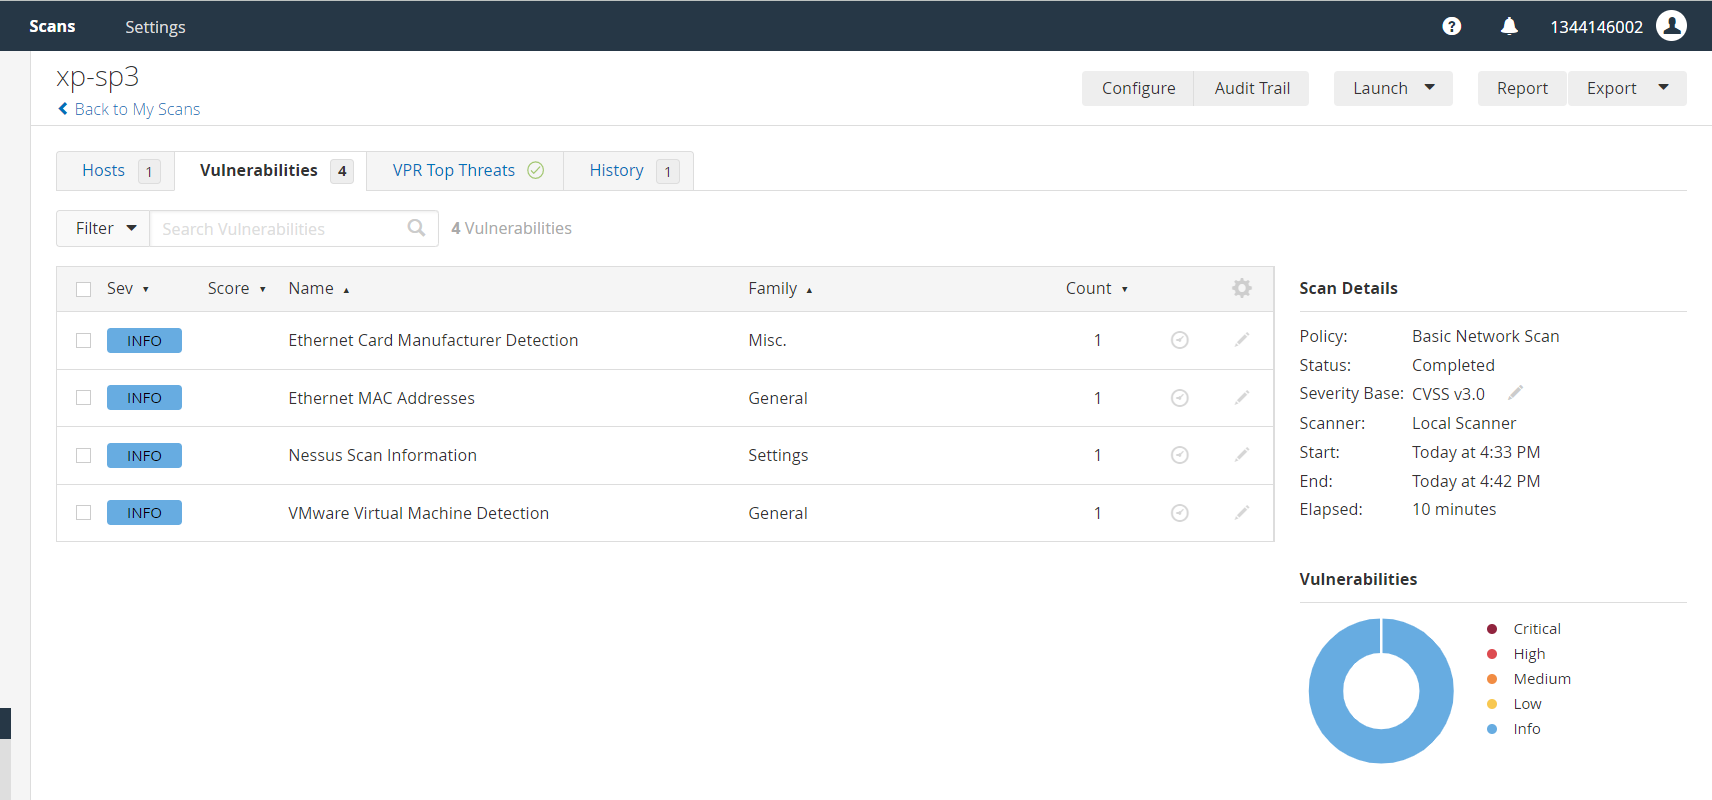 Scans Settings 1344146002
xp-sp3
Back to My Scans
Configure Audit Trail Launch Report Export
Hosts 1 Vulnerabilities 4 VPR Top Threats History 1
Filter Search Vulnerabilities 4 Vulnerabilities
Sev Score Name Family Count
INFO Ethernet Card Manufacturer Detection Misc. 1
INFO Ethernet MAC Addresses General 1
INFO Nessus Scan Information Settings 1
INFO VMware Virtual Machine Detection General 1
Scan Details
Policy: Basic Network Scan
Status: Completed
Severity Base: CVSS v3.0
Scanner: Local Scanner
Start: Today at 4:33 PM
End: Today at 4:42 PM
Elapsed: 10 minutes
Vulnerabilities
Critical
High
Medium
Low
Info